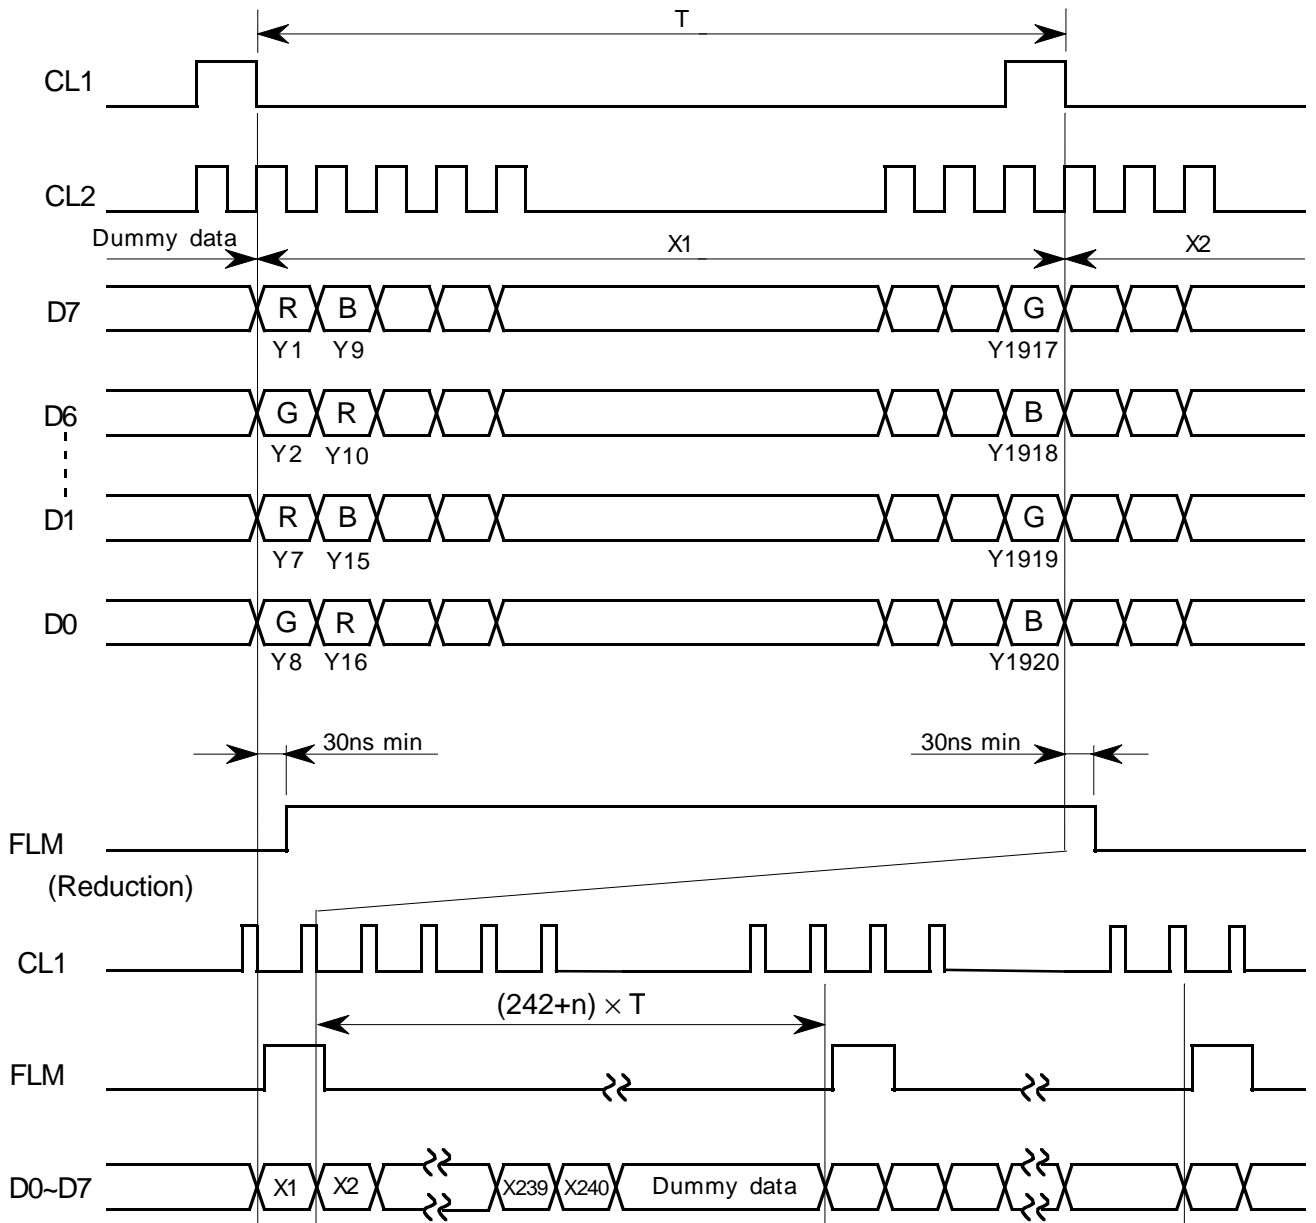 T
CL1
CL2
Dummy data
X1
X2
D7
R B G
Y1 Y9 Y1917
D6
G R B
Y2 Y10 Y1918
D1
R B G
Y7 Y15 Y1919
D0
G R B
Y8 Y16 Y1920
30ns min 30ns min
FLM
(Reduction)
CL1
(242+n) × T
FLM
D0~D7 X1 X2 X239 X240 Dummy data